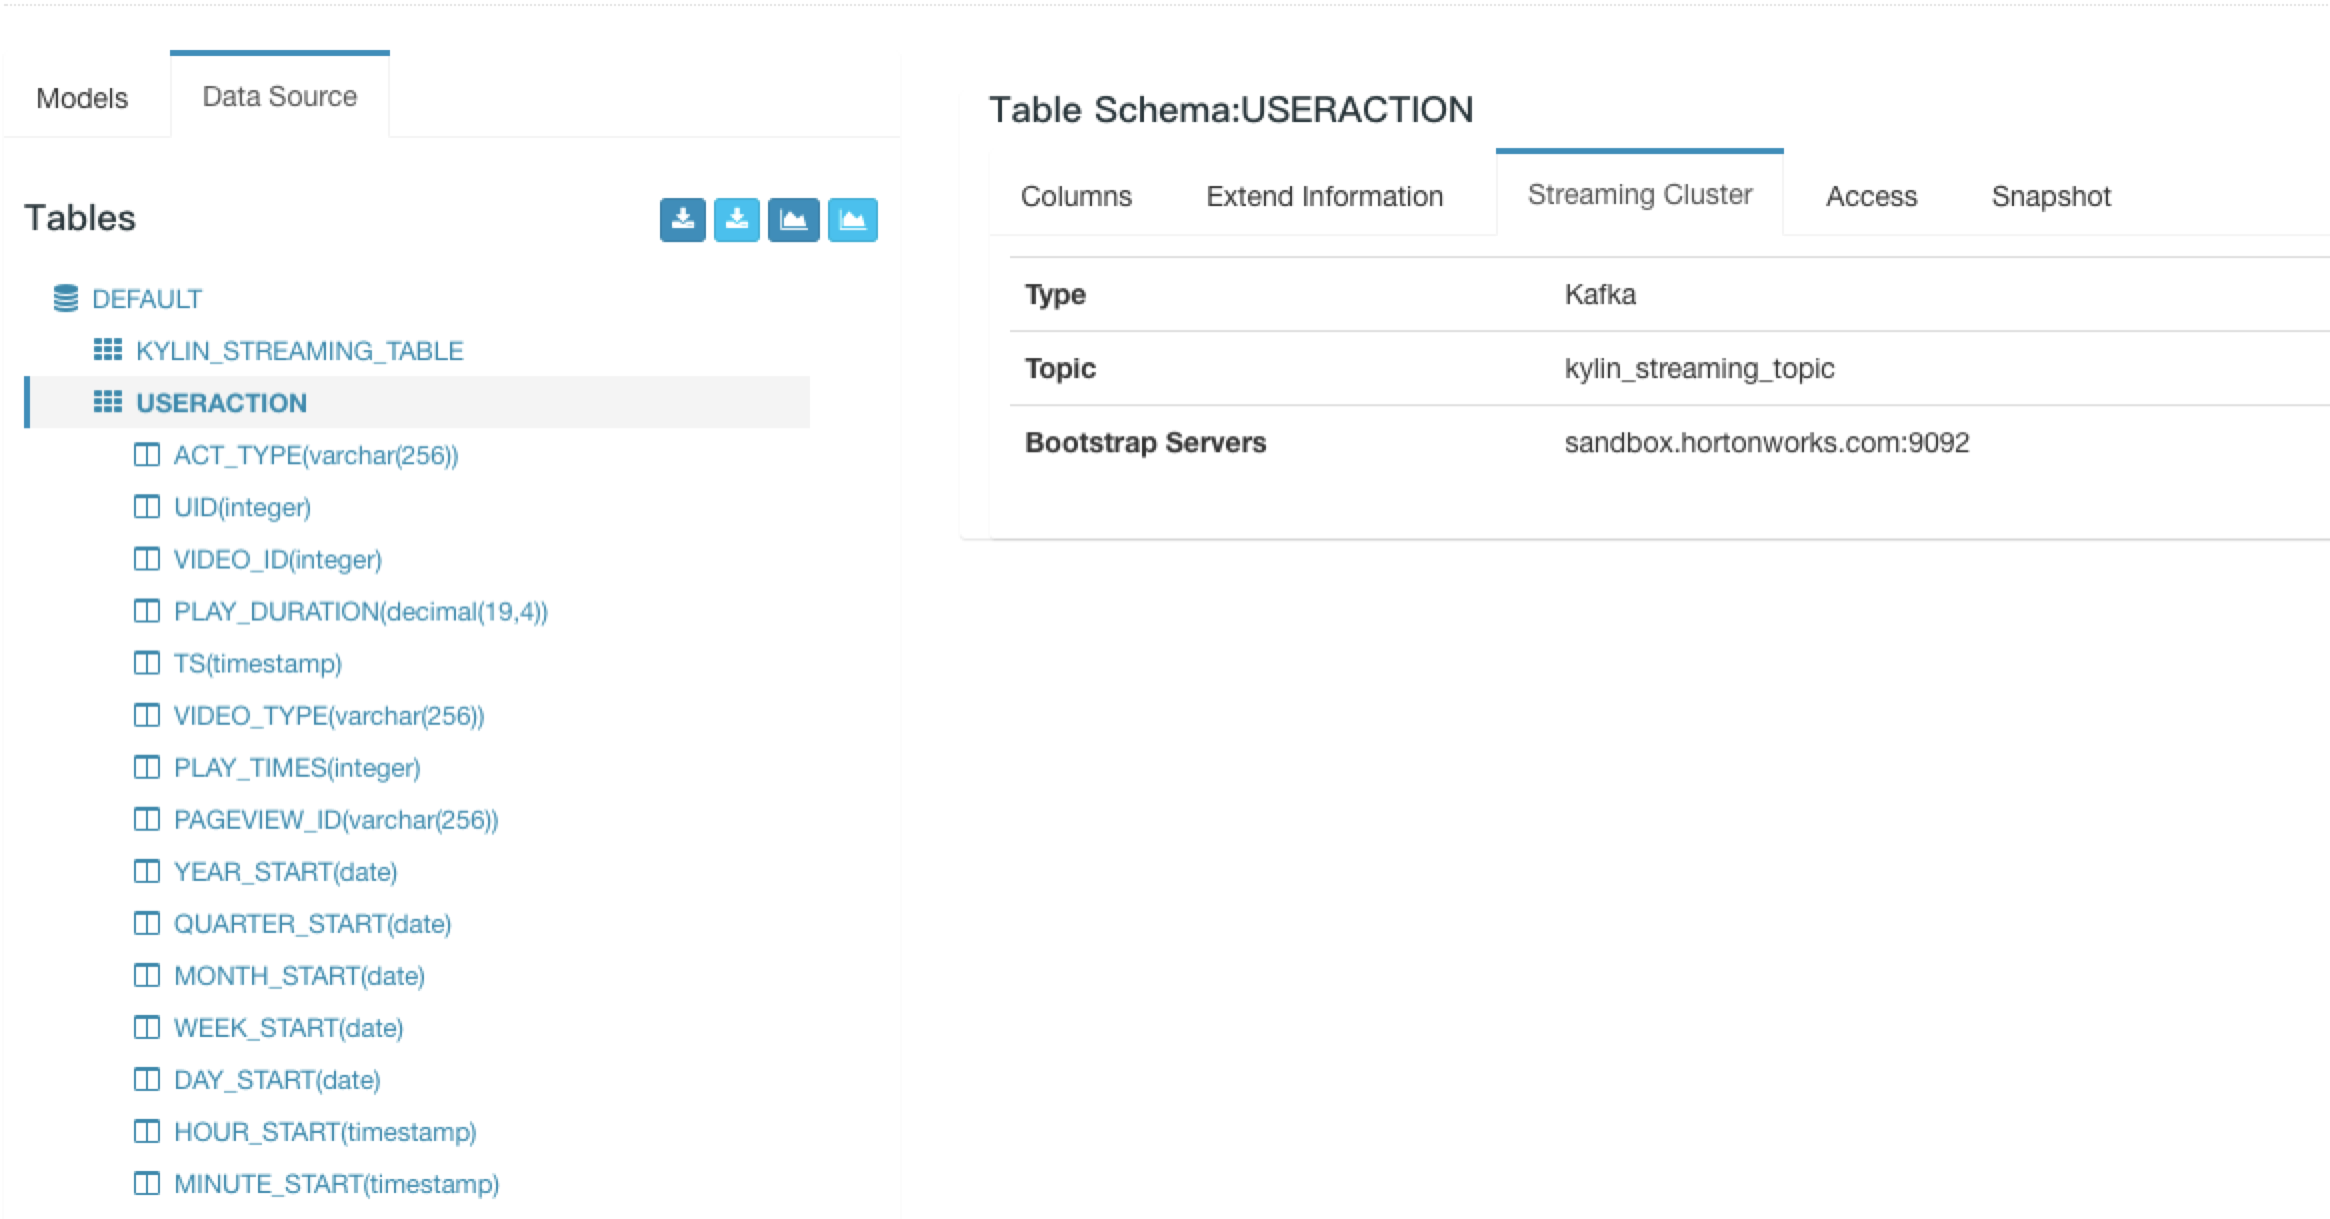 Models
Data Source
Tables
DEFAULT
KYLIN_STREAMING_TABLE
USERACTION
ACT_TYPE(varchar(256))
UID(integer)
VIDEO_ID(integer)
PLAY_DURATION(decimal(19,4))
TS(timestamp)
VIDEO_TYPE(varchar(256))
PLAY_TIMES(integer)
PAGEVIEW_ID(varchar(256))
YEAR_START(date)
QUARTER_START(date)
MONTH_START(date)
WEEK_START(date)
DAY_START(date)
HOUR_START(timestamp)
MINUTE_START(timestamp)
Table Schema:USERACTION
Columns Extend Information Streaming Cluster Access Snapshot
Type Kafka
Topic kylin_streaming_topic
Bootstrap Servers sandbox.hortonworks.com:9092